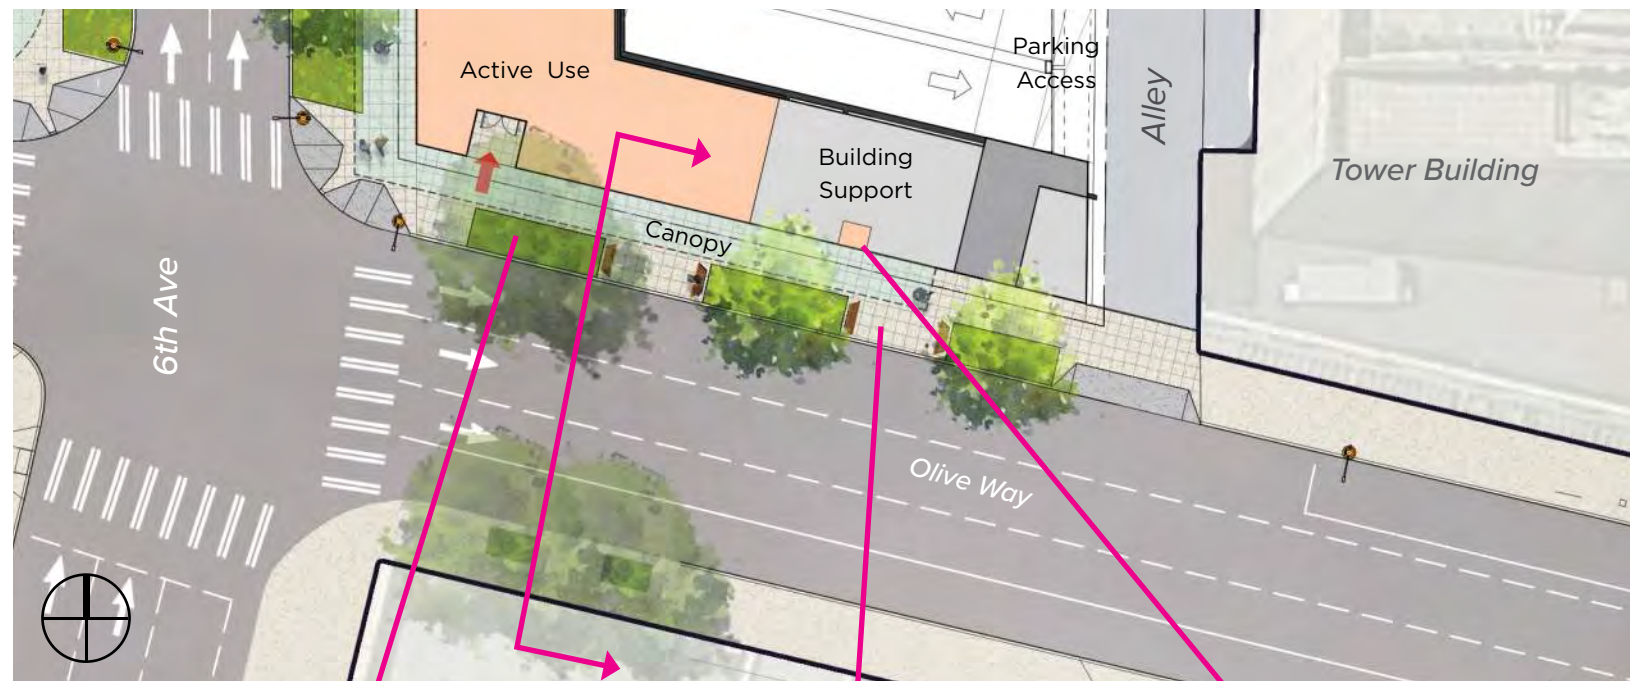 Active Use
Parking
Access
Alley
Tower Building
Building
Support
Canopy
6th Ave
Olive Way